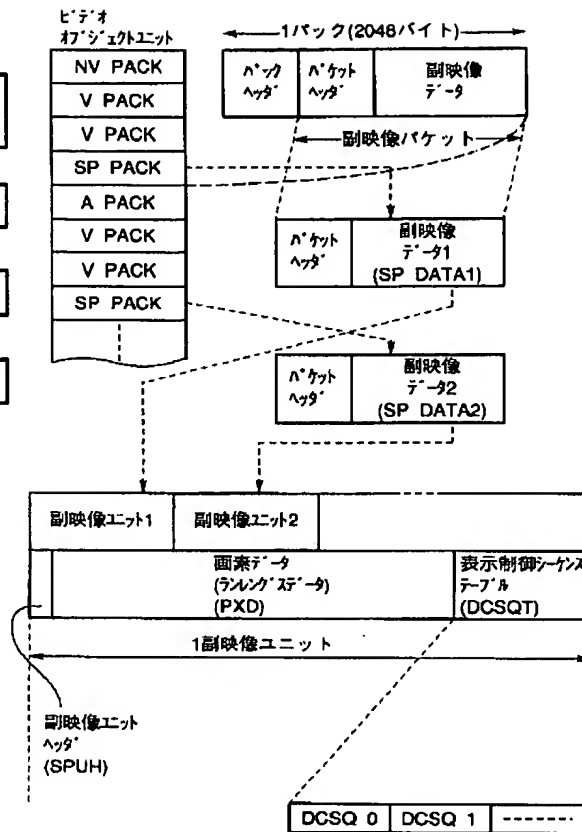 ビデオ
オブジェクトユニット
NV PACK
V PACK
V PACK
SP PACK
A PACK
V PACK
V PACK
SP PACK
1パック(2048バイト)
パック
ヘッダ
パケット
ヘッダ
副映像
データ
副映像パケット
パケット
ヘッダ
副映像
データ1
(SP DATA1)
パケット
ヘッダ
副映像
データ2
(SP DATA2)
副映像ユニット1
副映像ユニット2
画素データ
(ランレングスデータ)
(PXD)
表示制御シーケンス
テーブル
(DCSQT)
1副映像ユニット
副映像ユニット
ヘッダ
(SPUH)
DCSQ 0
DCSQ 1